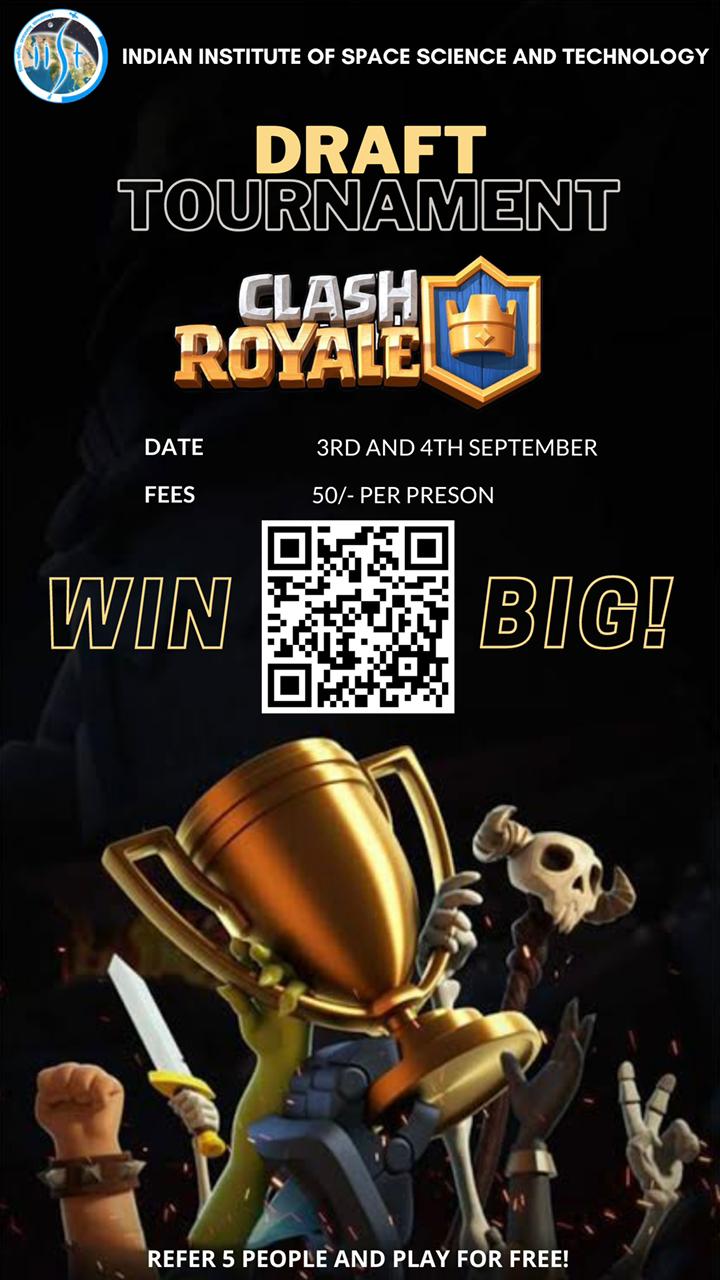 iist
INDIAN INSTITUTE OF SPACE SCIENCE AND TECHNOLOGY
DRAFT
TOURNAMENT
CLASH
ROYALE
DATE 3RD AND 4TH SEPTEMBER
FEES 50/- PER PRESON
WIN BIG!
REFER 5 PEOPLE AND PLAY FOR FREE!